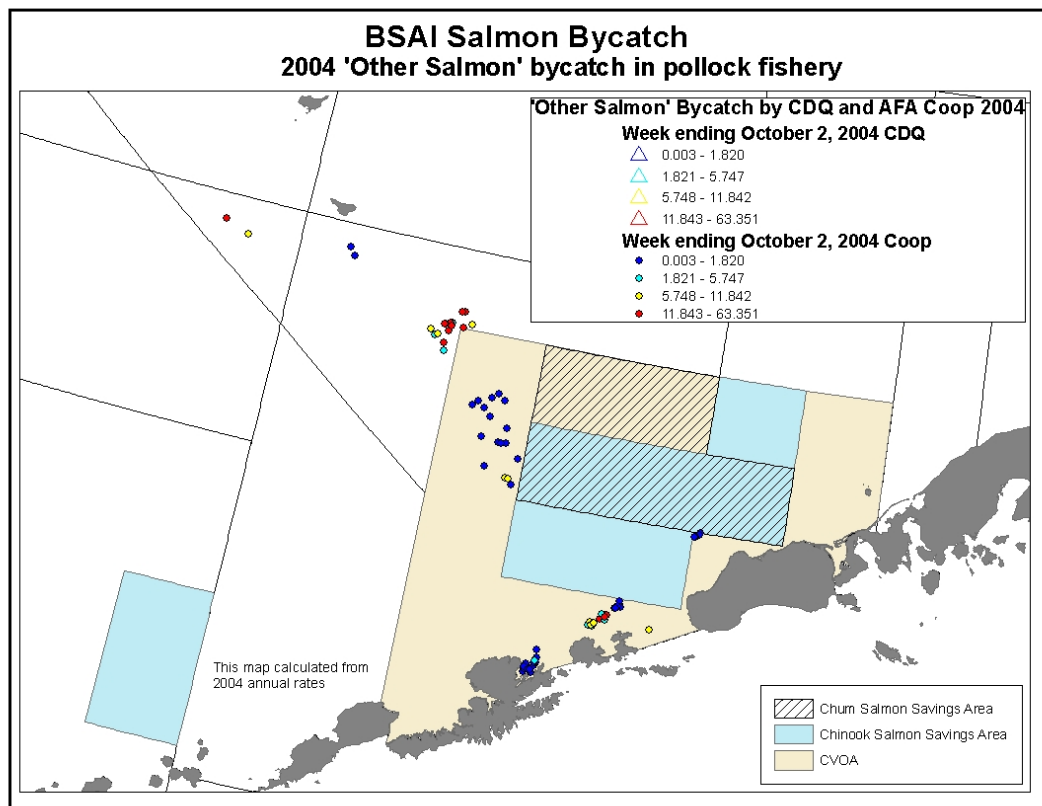 BSAI Salmon Bycatch
2004 'Other Salmon' bycatch in pollock fishery
'Other Salmon' Bycatch by CDQ and AFA Coop 2004
Week ending October 2, 2004 CDQ
0.003 - 1.820
1.821 - 5.747
5.748 - 11.842
11.843 - 63.351
Week ending October 2, 2004 Coop
0.003 - 1.820
1.821 - 5.747
5.748 - 11.842
11.843 - 63.351
This map calculated from
2004 annual rates
Chum Salmon Savings Area
Chinook Salmon Savings Area
CVOA